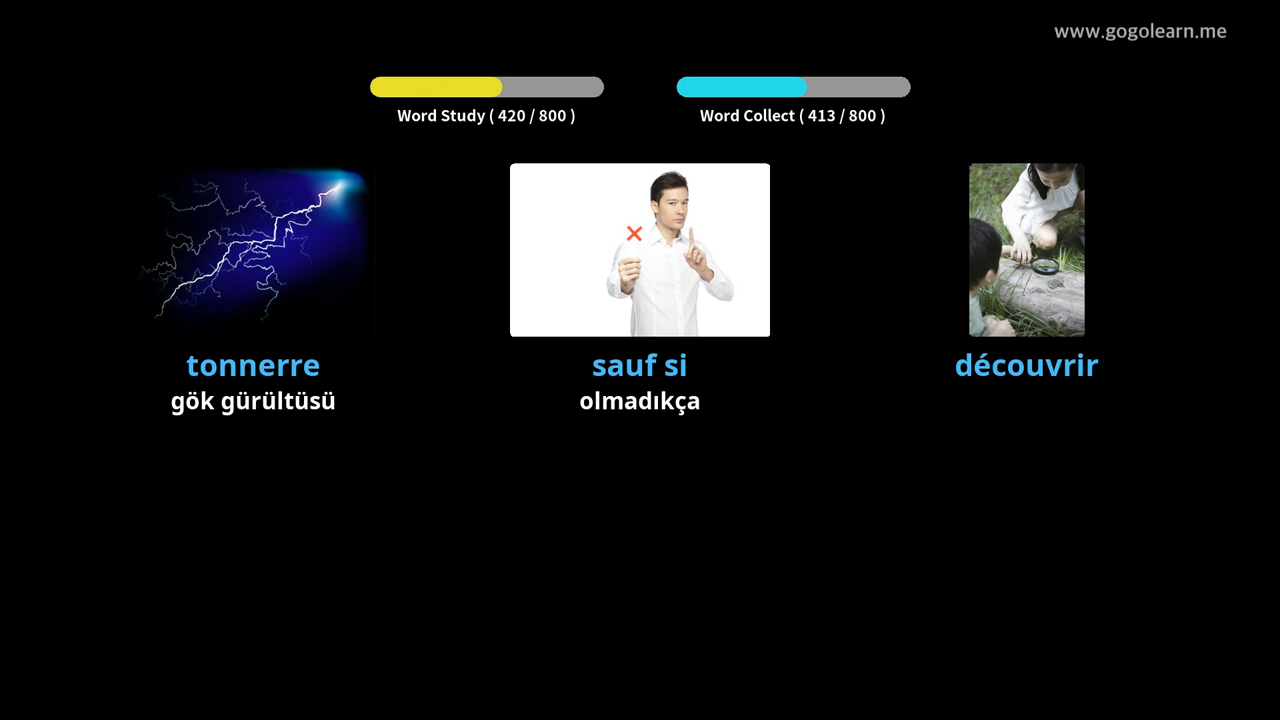 www.gogolearn.me
Word Study ( 420 / 800 )
Word Collect ( 413 / 800 )
tonnerre
gök gürültüsü
sauf si
olmadıkça
découvrir